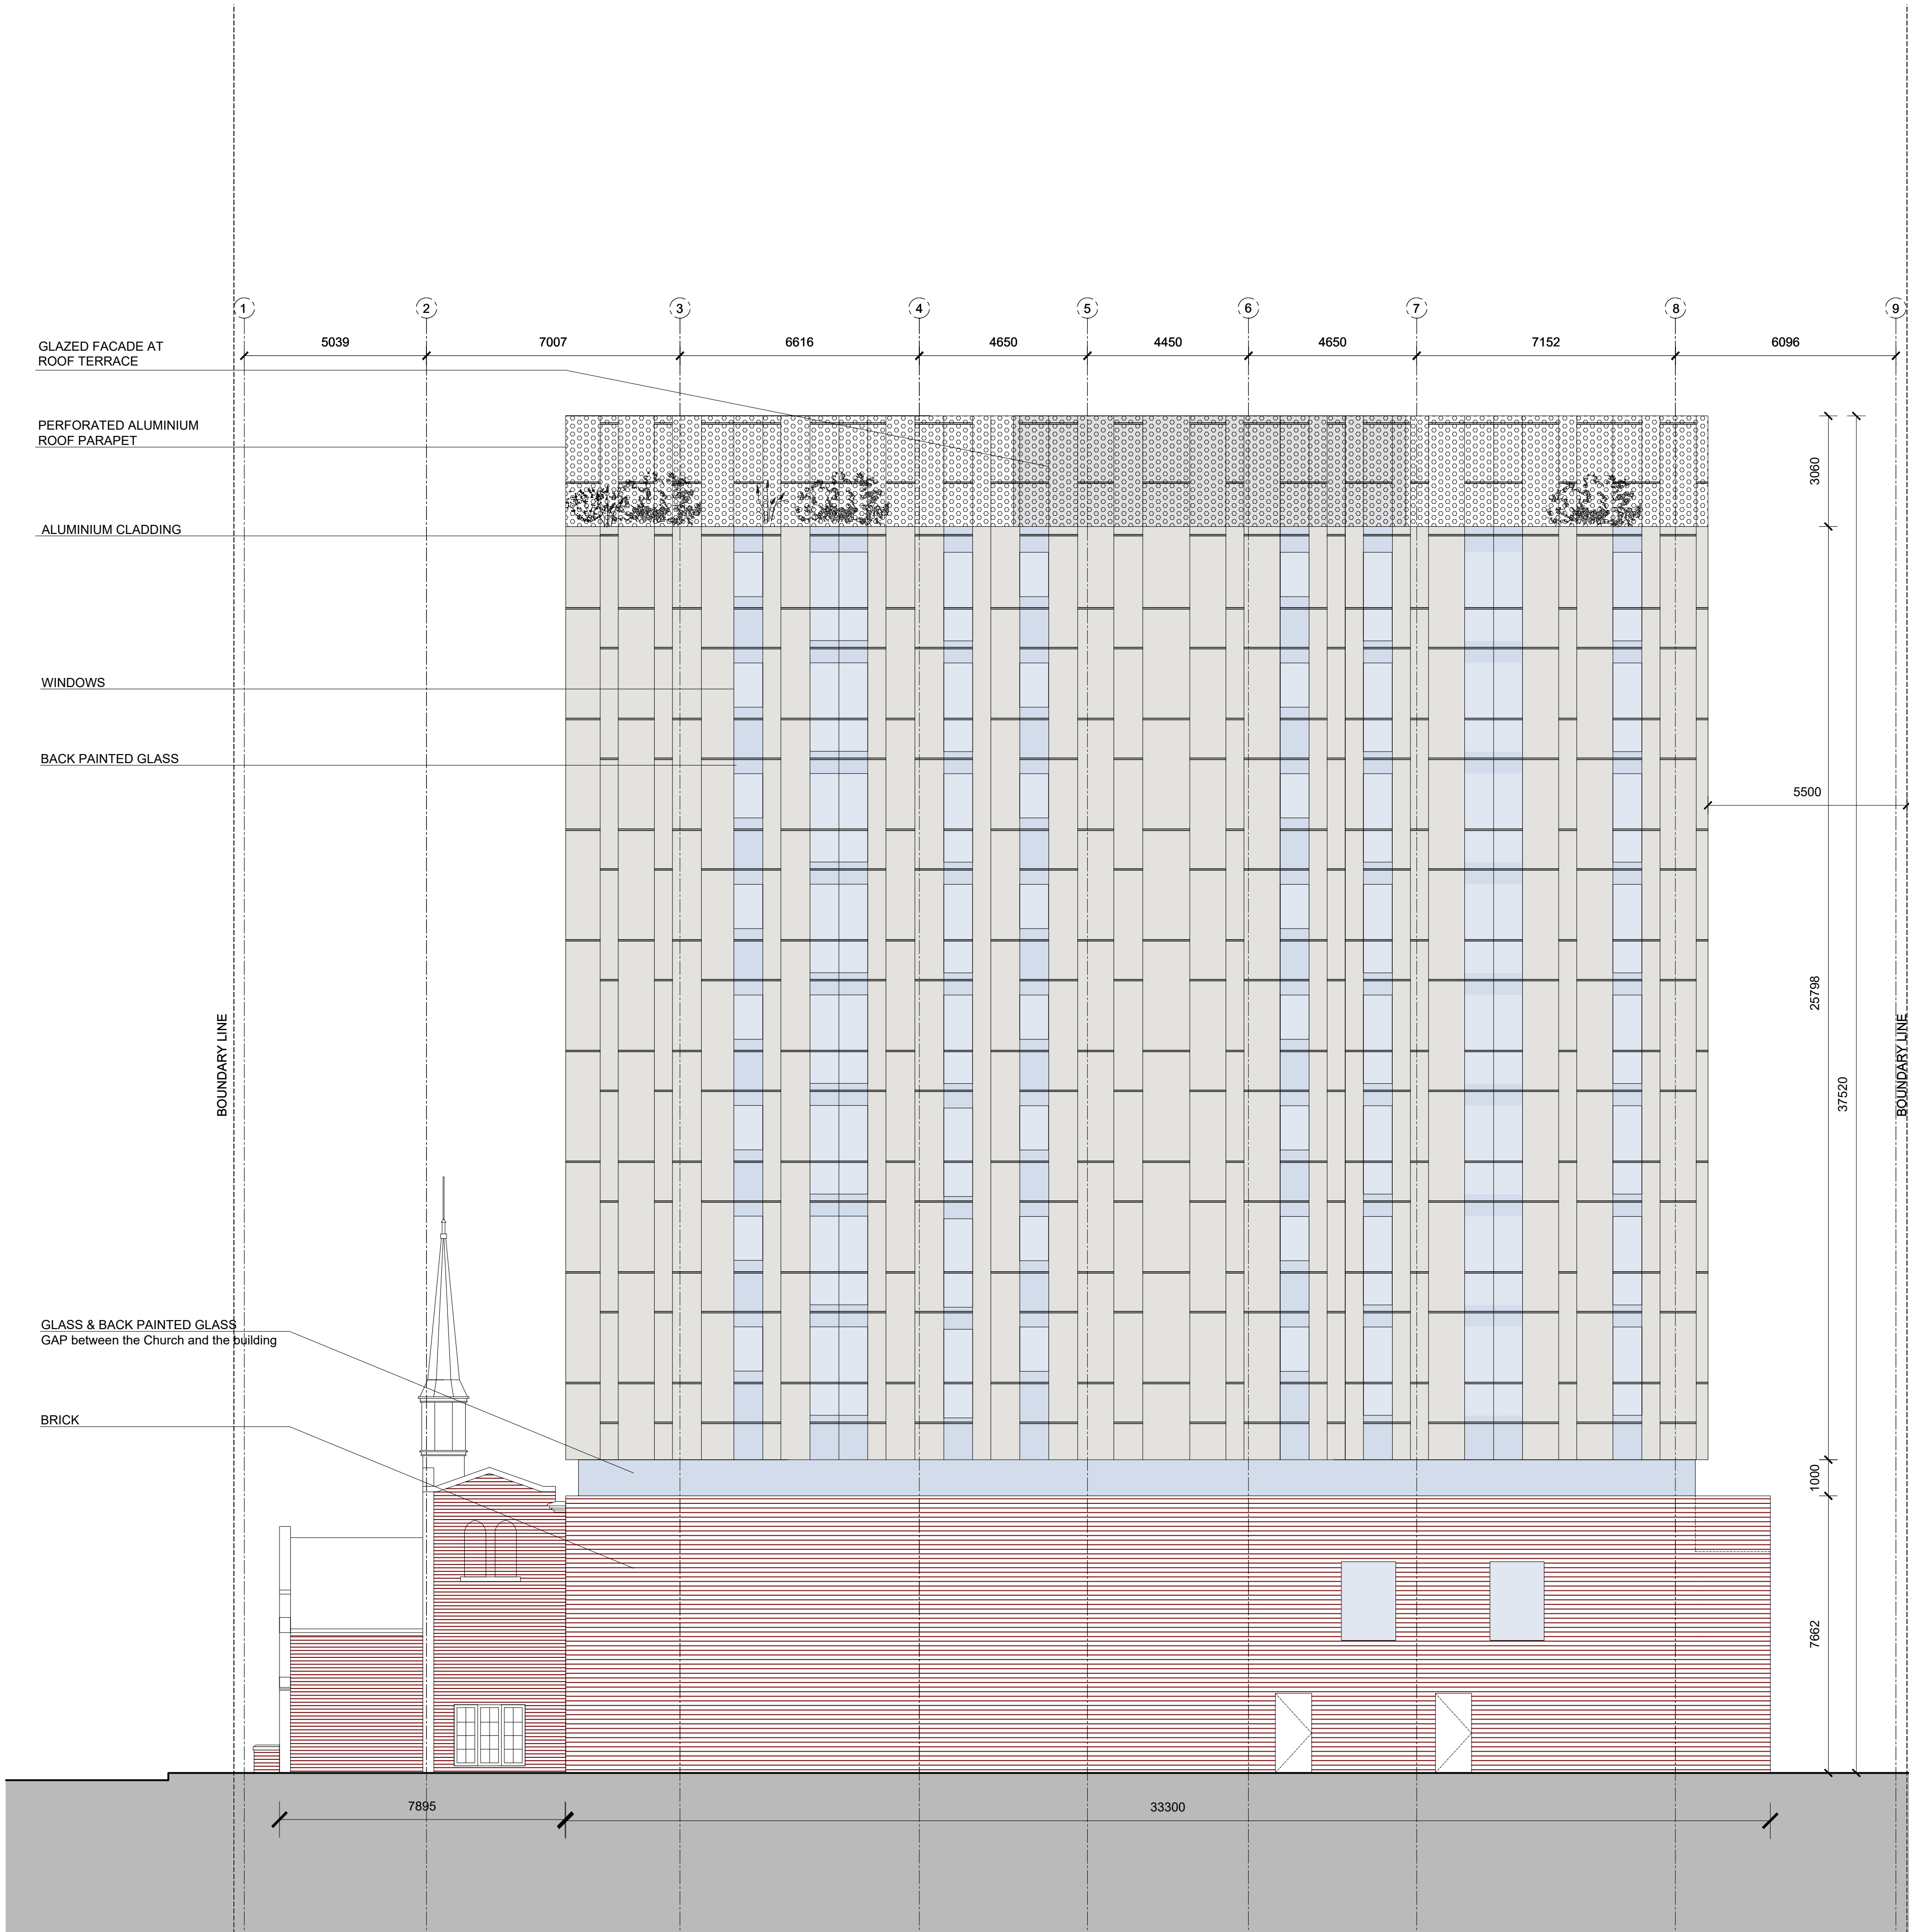 1 2 3 4 5 6 7 8 9
5039 7007 6616 4650 4450 4650 7152 6096
GLAZED FACADE AT
ROOF TERRACE
PERFORATED ALUMINIUM
ROOF PARAPET
3060
ALUMINIUM CLADDING
WINDOWS
BACK PAINTED GLASS
5500
25798
BOUNDARY LINE
37520
BOUNDARY LINE
GLASS & BACK PAINTED GLASS
GAP between the Church and the building
BRICK
1000
7662
7895
33300